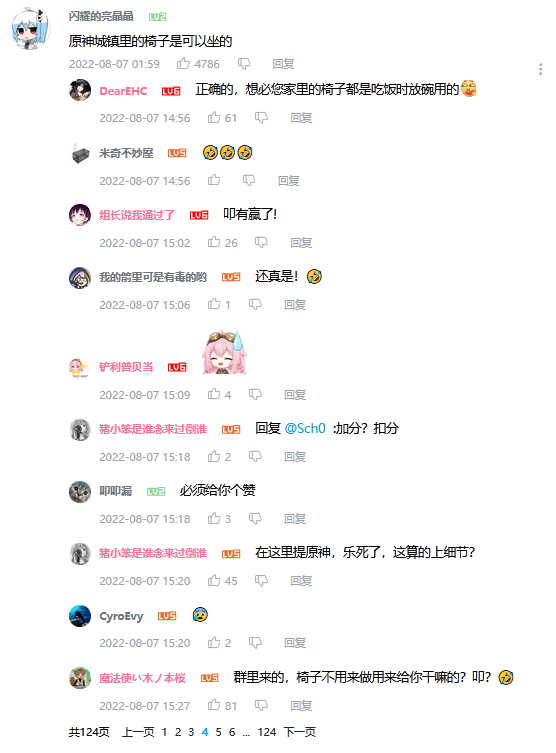 闪耀的亮晶晶 LV2
原神城镇里的椅子是可以坐的
2022-08-07 01:59 4786 回复
DearEHC LV6 正确的，想必您家里的椅子都是吃饭时放碗用的
2022-08-07 14:56 61 回复
米奇不妙屋 LV5
2022-08-07 14:56 回复
组长说我通过了 LV6 叩有赢了!
2022-08-07 15:02 26 回复
我的箭里可是有毒的哟 LV5 还真是！
2022-08-07 15:06 1 回复
铲利普贝当 LV6
2022-08-07 15:09 4 回复
猪小笨是谁念来过倒谁 LV5 回复 @Sch0 :加分？扣分
2022-08-07 15:18 2 回复
叩叩漏 LV2 必须给你个赞
2022-08-07 15:18 3 回复
猪小笨是谁念来过倒谁 LV5 在这里提原神，乐死了，这算的上细节？
2022-08-07 15:20 45 回复
CyroEvy LV5
2022-08-07 15:20 2 回复
魔法使い木ノ本桜 LV5 群里来的，椅子不用来做用来给你干嘛的？叩？
2022-08-07 15:27 81 回复
共124页 上一页 1 2 3 4 5 6 ... 124 下一页